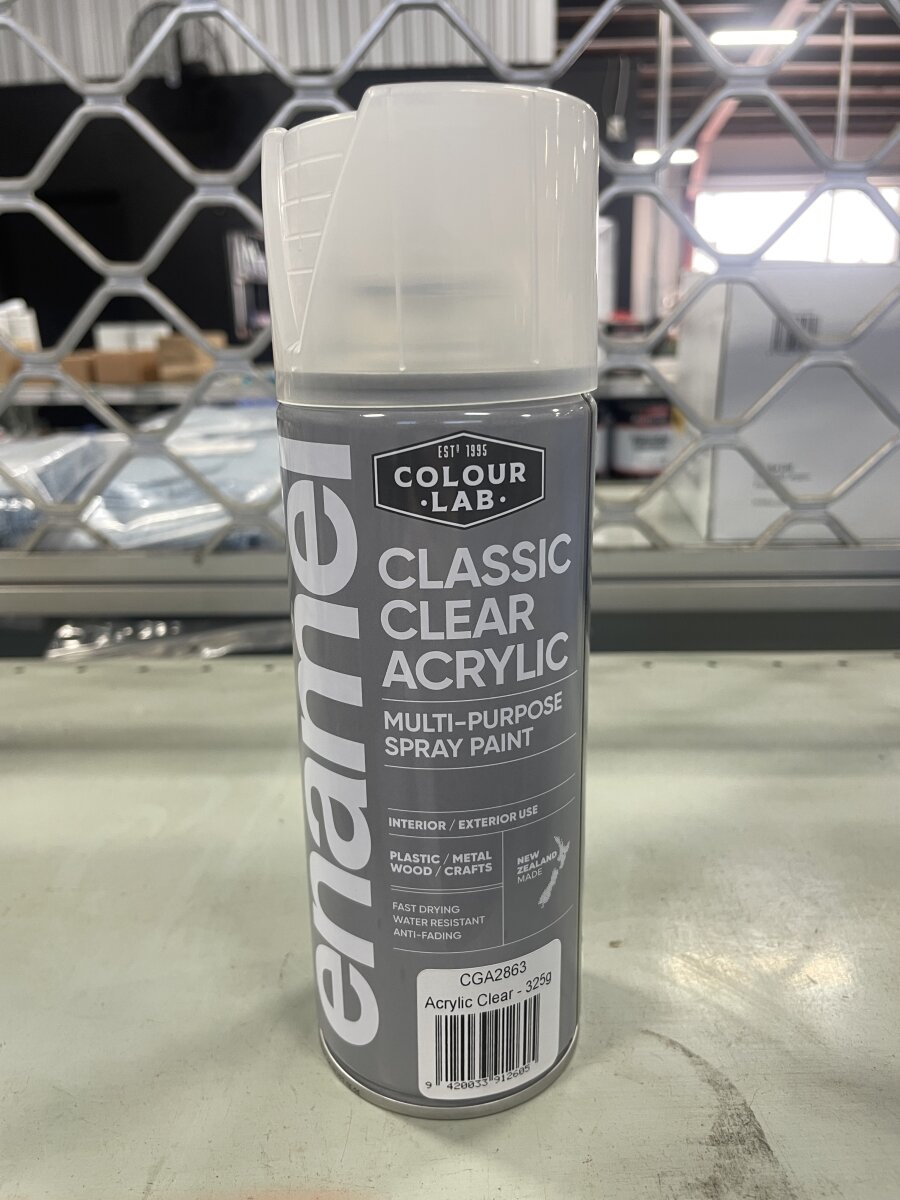 ESTD 1995
COLOUR
·LAB·
enamel
CLASSIC
CLEAR
ACRYLIC
MULTI-PURPOSE
SPRAY PAINT
INTERIOR / EXTERIOR USE
PLASTIC / METAL
WOOD / CRAFTS
NEW
ZEALAND
MADE
FAST DRYING
WATER RESISTANT
ANTI-FADING
CGA2863
Acrylic Clear - 325g
9 420033 912605